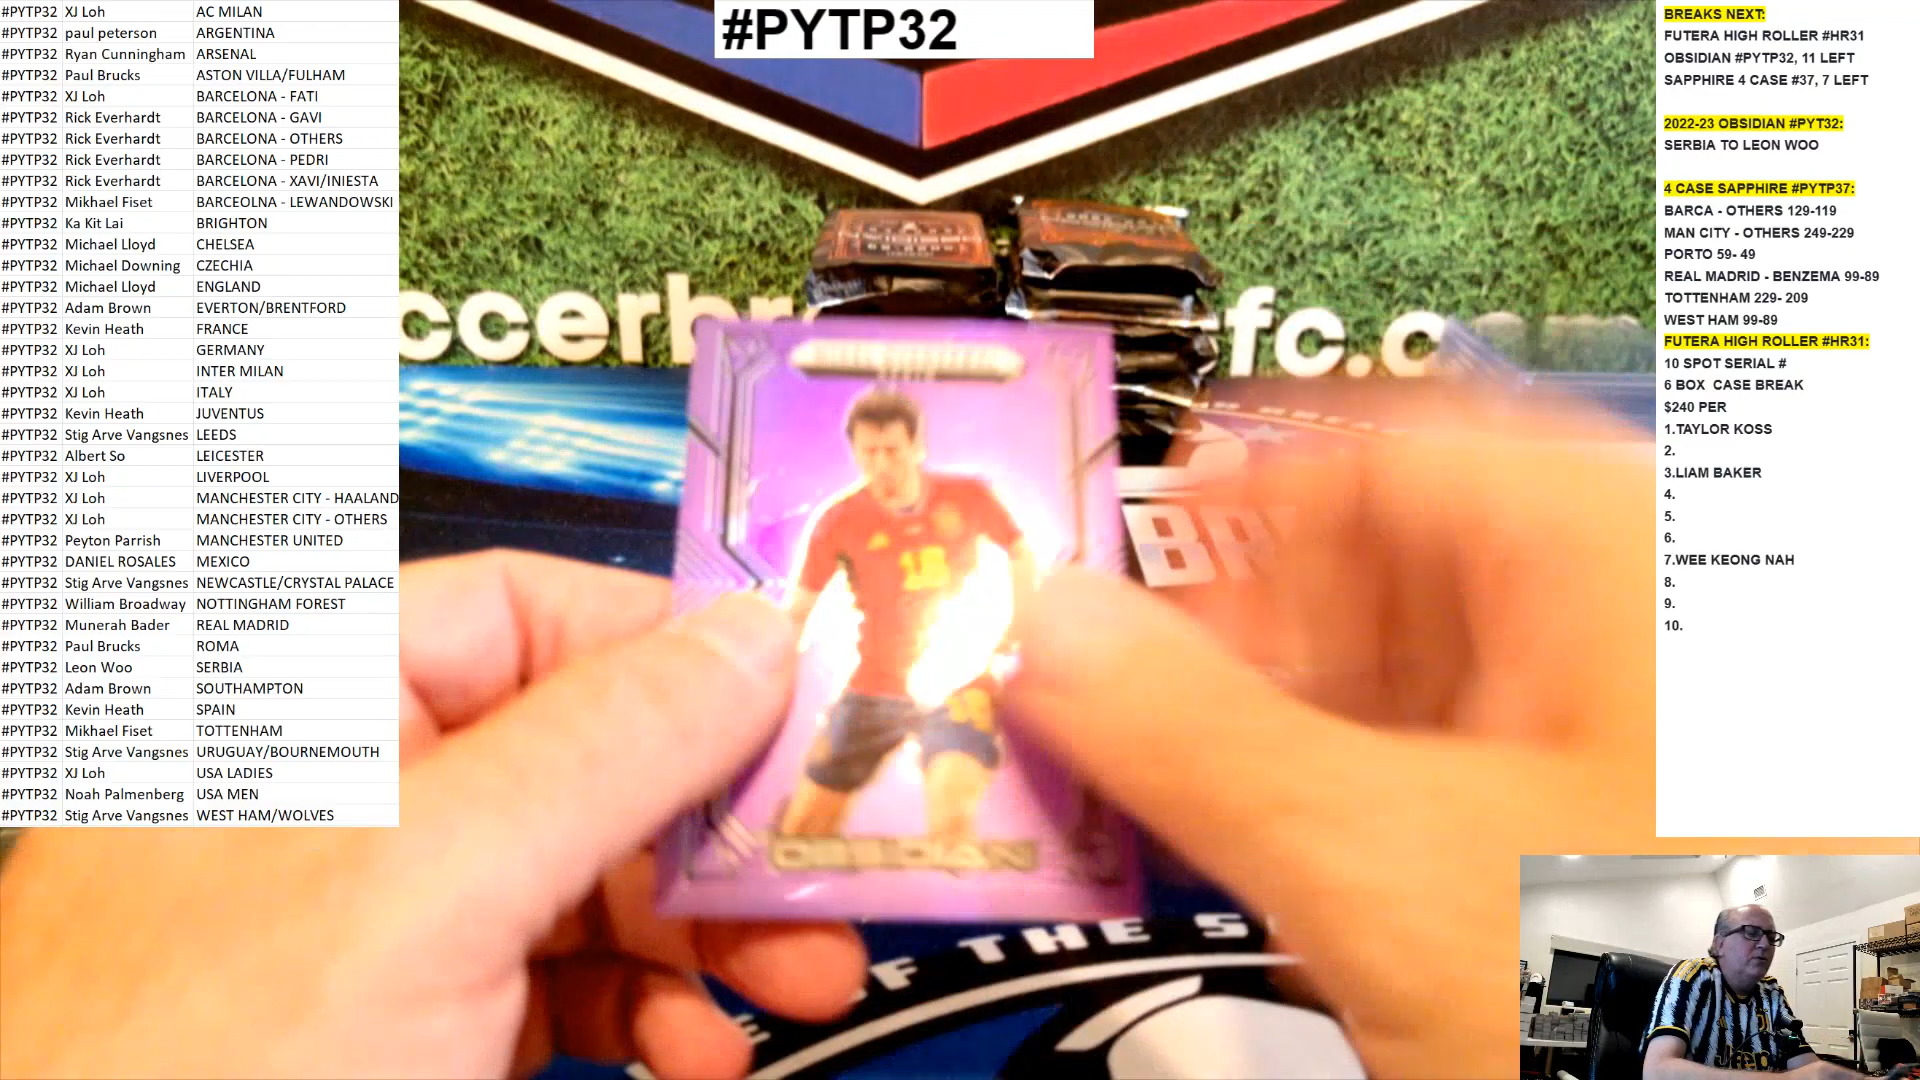 #PYTP32 XJ Loh AC MILAN
#PYTP32 paul peterson ARGENTINA
#PYTP32 Ryan Cunningham ARSENAL
#PYTP32 Paul Brucks ASTON VILLA/FULHAM
#PYTP32 XJ Loh BARCELONA - FATI
#PYTP32 Rick Everhardt BARCELONA - GAVI
#PYTP32 Rick Everhardt BARCELONA - OTHERS
#PYTP32 Rick Everhardt BARCELONA - PEDRI
#PYTP32 Rick Everhardt BARCELONA - XAVI/INIESTA
#PYTP32 Mikhael Fiset BARCEOLNA - LEWANDOWSKI
#PYTP32 Ka Kit Lai BRIGHTON
#PYTP32 Michael Lloyd CHELSEA
#PYTP32 Michael Downing CZECHIA
#PYTP32 Michael Lloyd ENGLAND
#PYTP32 Adam Brown EVERTON/BRENTFORD
#PYTP32 Kevin Heath FRANCE
#PYTP32 XJ Loh GERMANY
#PYTP32 XJ Loh INTER MILAN
#PYTP32 XJ Loh ITALY
#PYTP32 Kevin Heath JUVENTUS
#PYTP32 Stig Arve Vangsnes LEEDS
#PYTP32 Albert So LEICESTER
#PYTP32 XJ Loh LIVERPOOL
#PYTP32 XJ Loh MANCHESTER CITY - HAALAND
#PYTP32 XJ Loh MANCHESTER CITY - OTHERS
#PYTP32 Peyton Parrish MANCHESTER UNITED
#PYTP32 DANIEL ROSALES MEXICO
#PYTP32 Stig Arve Vangsnes NEWCASTLE/CRYSTAL PALACE
#PYTP32 William Broadway NOTTINGHAM FOREST
#PYTP32 Munerah Bader REAL MADRID
#PYTP32 Paul Brucks ROMA
#PYTP32 Leon Woo SERBIA
#PYTP32 Adam Brown SOUTHAMPTON
#PYTP32 Kevin Heath SPAIN
#PYTP32 Mikhael Fiset TOTTENHAM
#PYTP32 Stig Arve Vangsnes URUGUAY/BOURNEMOUTH
#PYTP32 XJ Loh USA LADIES
#PYTP32 Noah Palmenberg USA MEN
#PYTP32 Stig Arve Vangsnes WEST HAM/WOLVES
#PYTP32
ccerbr
sfc.c
BR
18
OBSIDIAN
F THE S
BREAKS NEXT:
FUTERA HIGH ROLLER #HR31
OBSIDIAN #PYTP32, 11 LEFT
SAPPHIRE 4 CASE #37, 7 LEFT
2022-23 OBSIDIAN #PYT32:
SERBIA TO LEON WOO
4 CASE SAPPHIRE #PYTP37:
BARCA - OTHERS 129-119
MAN CITY - OTHERS 249-229
PORTO 59- 49
REAL MADRID - BENZEMA 99-89
TOTTENHAM 229- 209
WEST HAM 99-89
FUTERA HIGH ROLLER #HR31:
10 SPOT SERIAL #
6 BOX CASE BREAK
$240 PER
1.TAYLOR KOSS
2.
3.LIAM BAKER
4.
5.
6.
7.WEE KEONG NAH
8.
9.
10.
Jeep